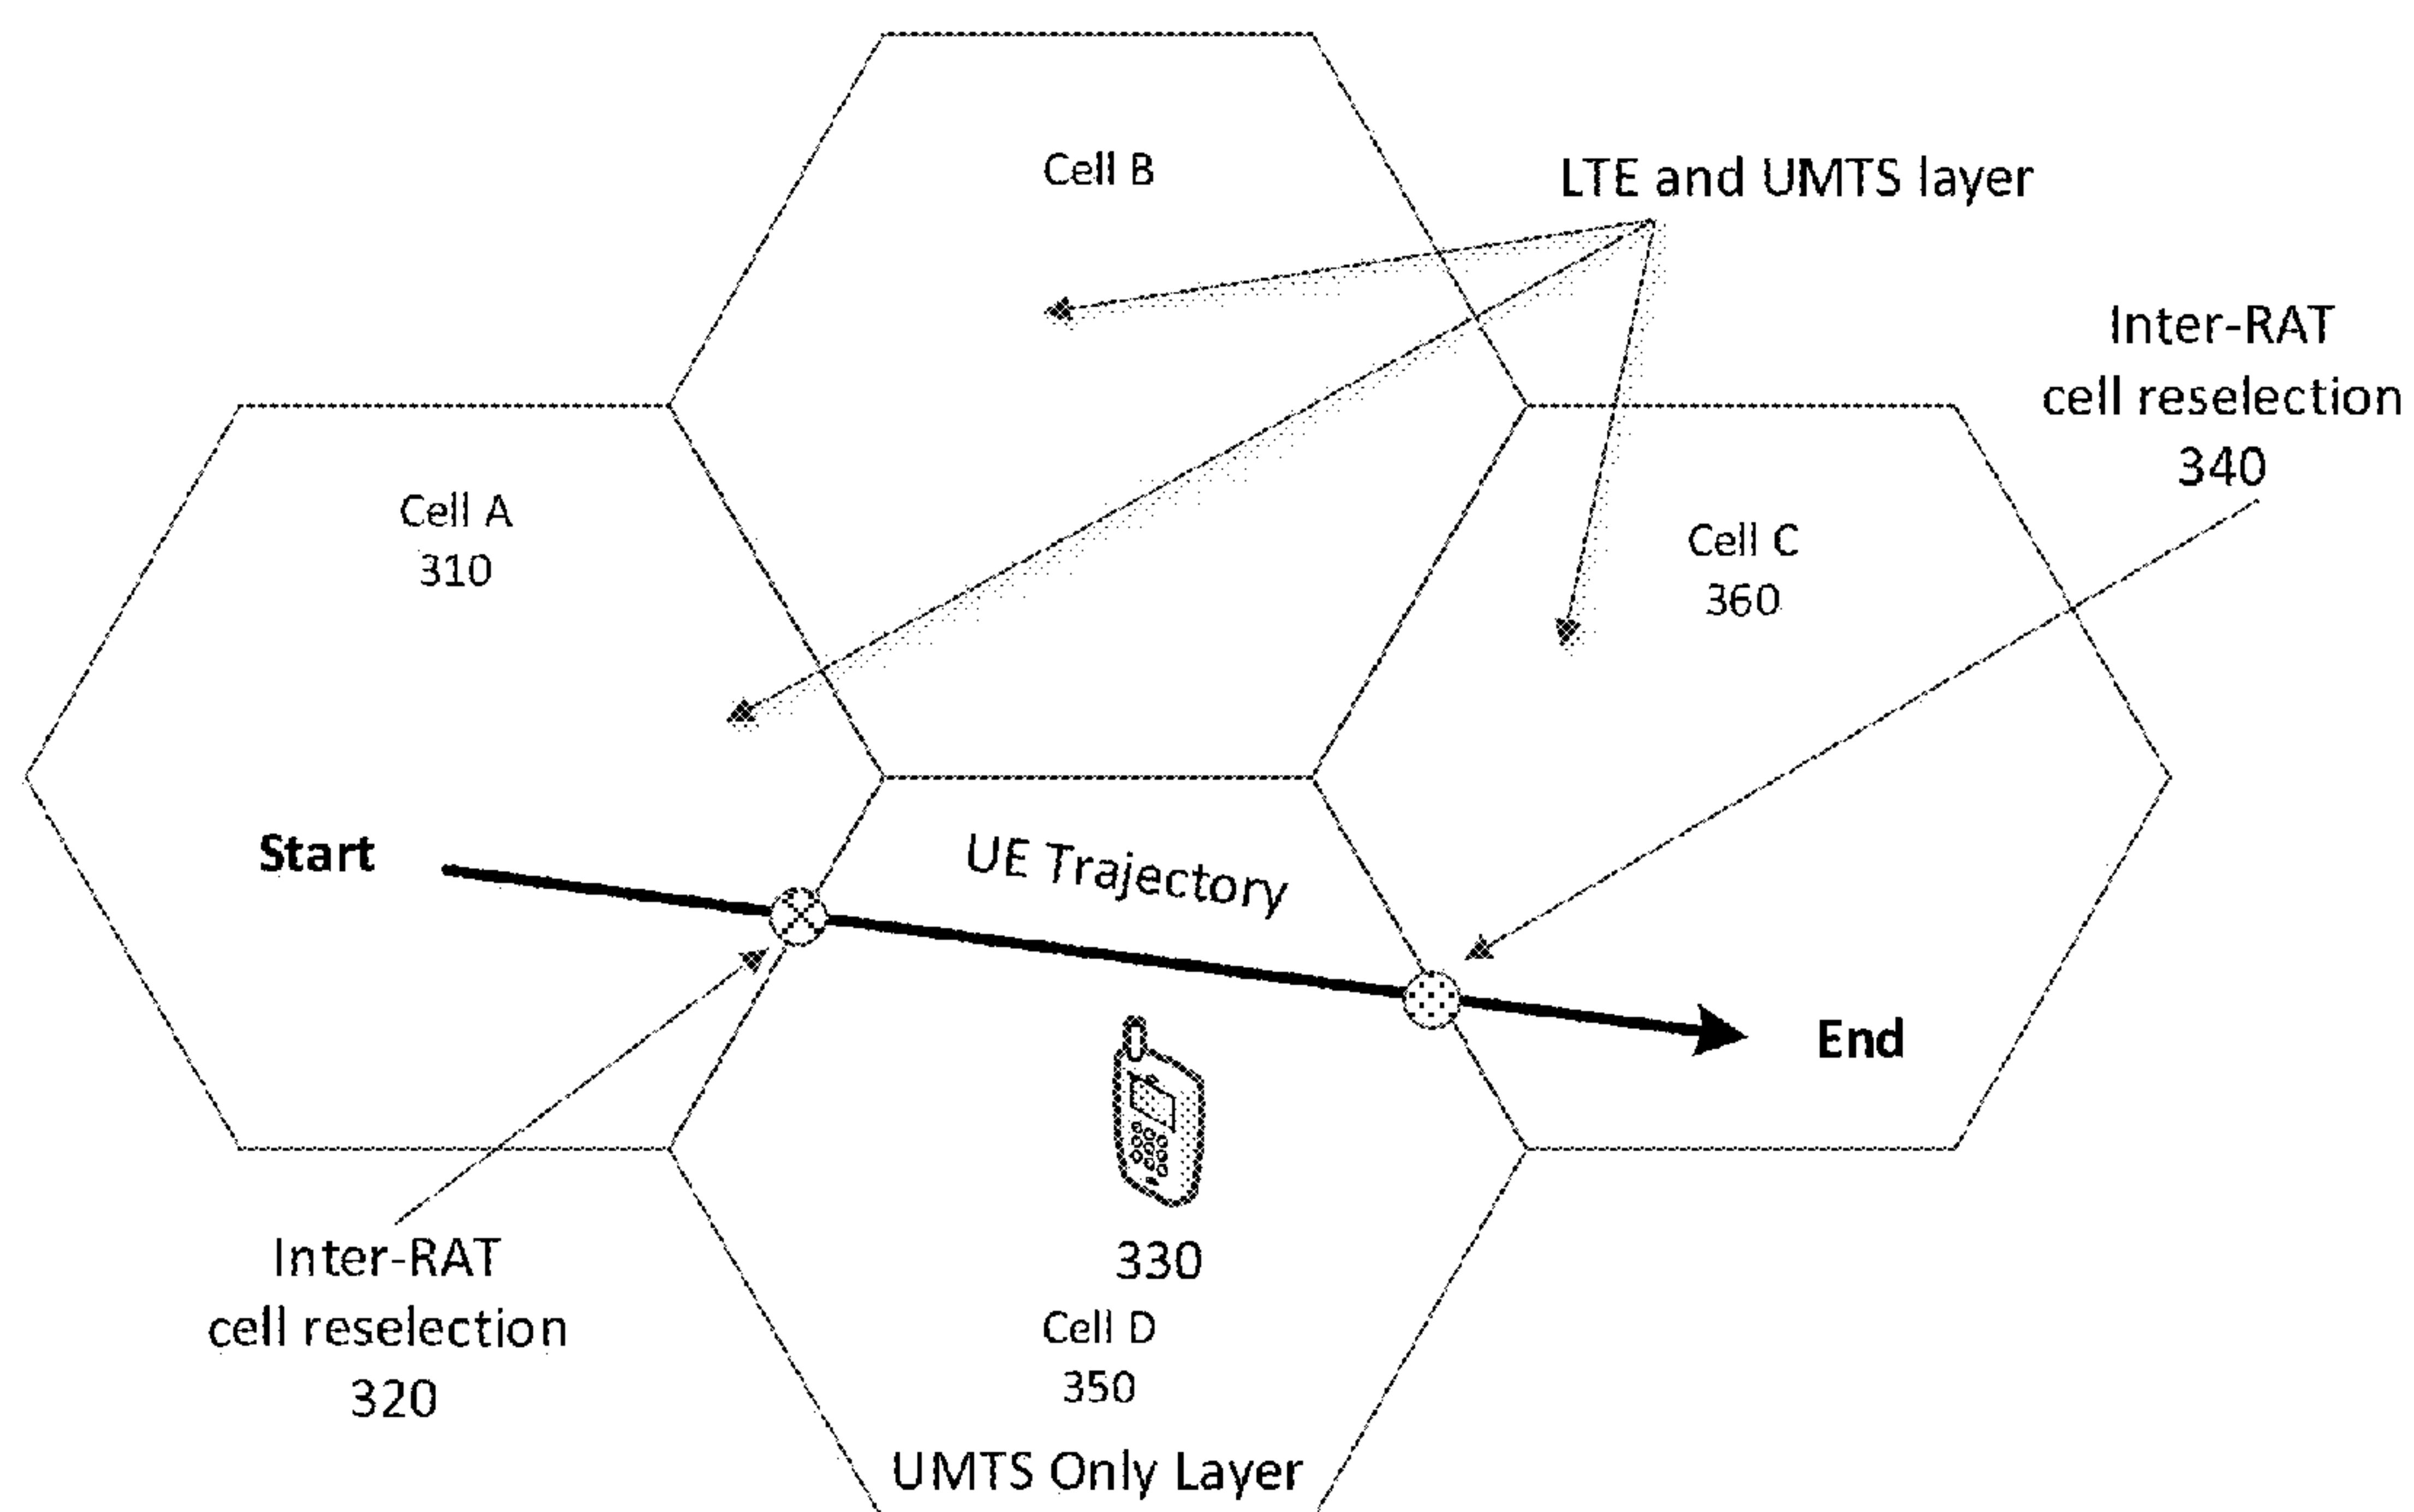 Cell B
LTE and UMTS layer
Inter-RAT
cell reselection
340
Cell A
310
Cell C
360
Start
UE Trajectory
End
330
Inter-RAT
cell reselection
320
Cell D
350
UMTS Only Layer